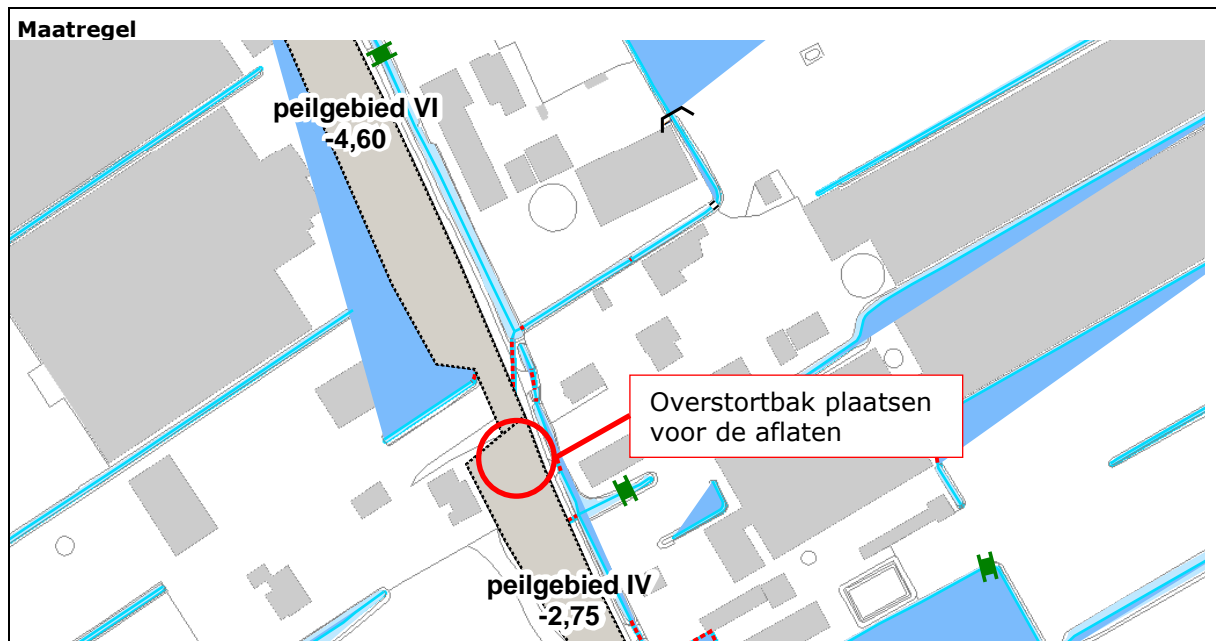 Maatregel
peilgebied VI
-4,60
Overstortbak plaatsen
voor de aflaten
peilgebied IV
-2,75